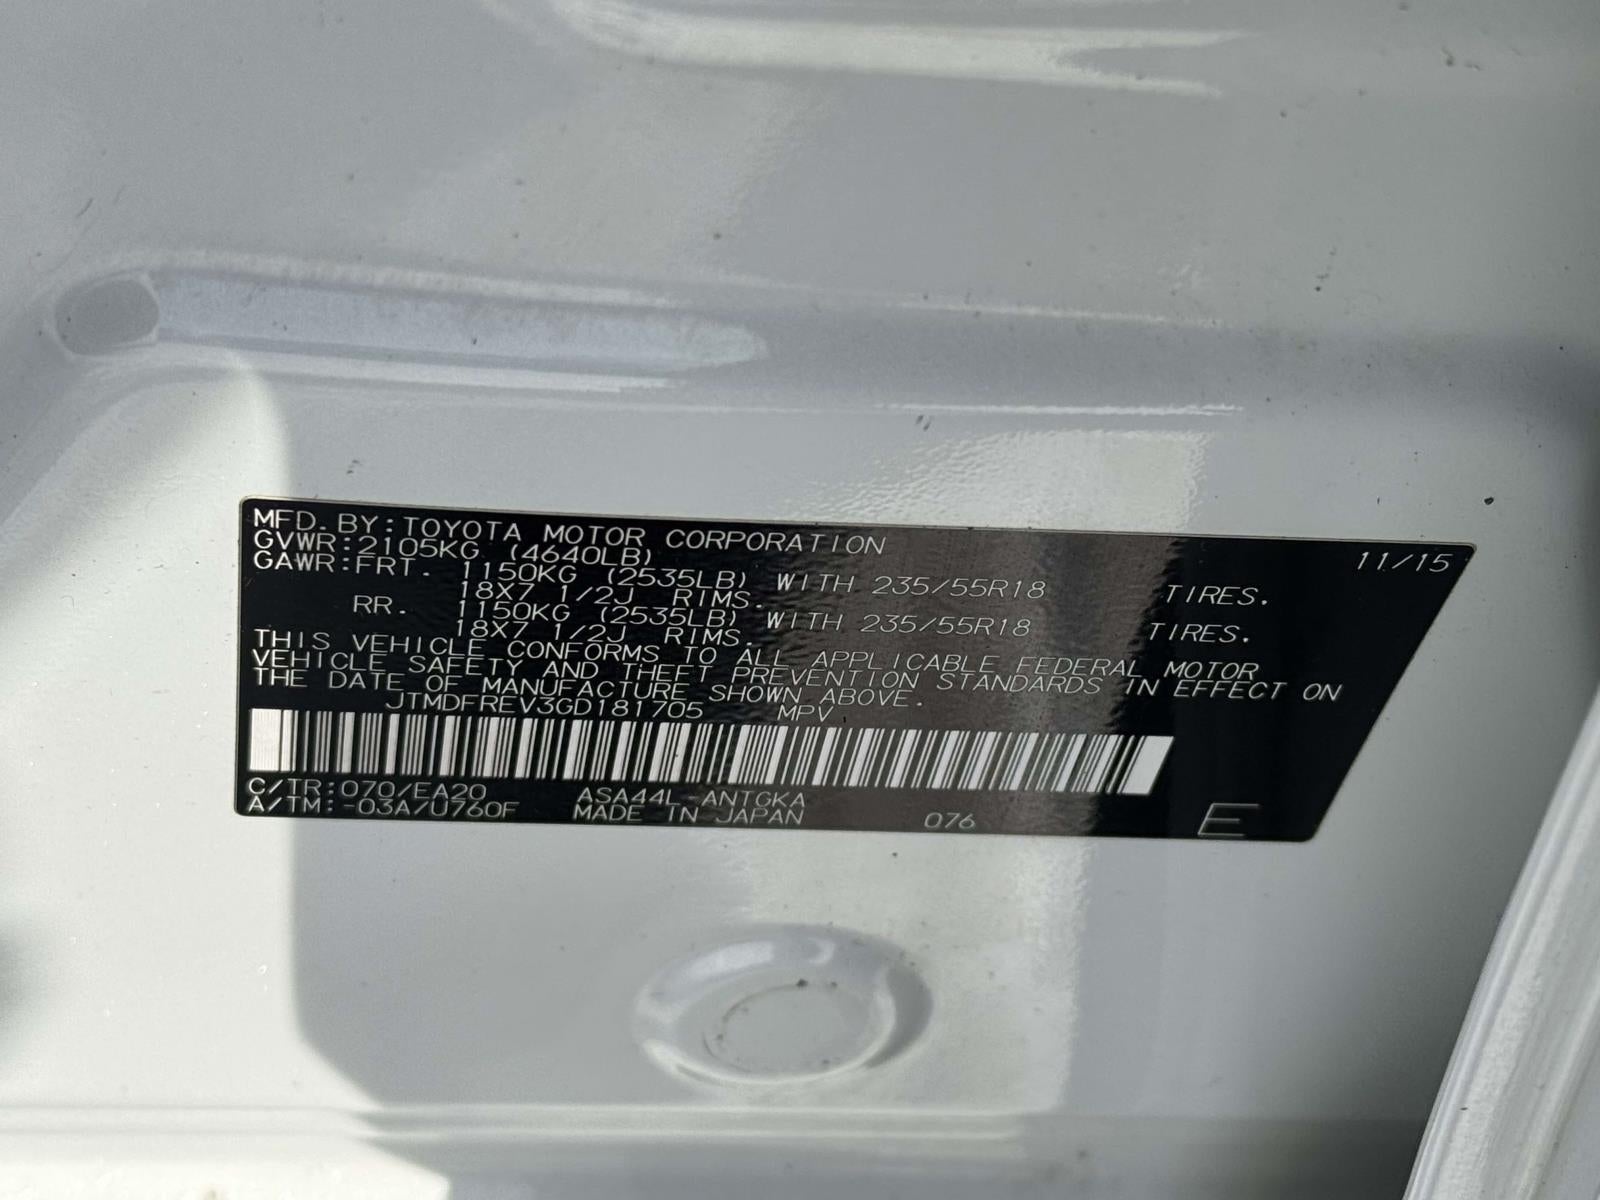 MFD. BY: TOYOTA MOTOR CORPORATION 11/15
GVWR: 2105KG (4640LB)
GAWR: FRT. 1150KG (2535LB) WITH 235/55R18 TIRES.
18X7 1/2J RIMS.
RR. 1150KG (2535LB) WITH 235/55R18 TIRES.
18X7 1/2J RIMS.
THIS VEHICLE CONFORMS TO ALL APPLICABLE FEDERAL MOTOR
VEHICLE SAFETY AND THEFT PREVENTION STANDARDS IN EFFECT ON
THE DATE OF MANUFACTURE SHOWN ABOVE.
JTMDFREV3GD181705 MPV
C/TR: 070/EA20 ASA44L-ANTGKA
A/TM: -03A/U760F MADE IN JAPAN 076 E